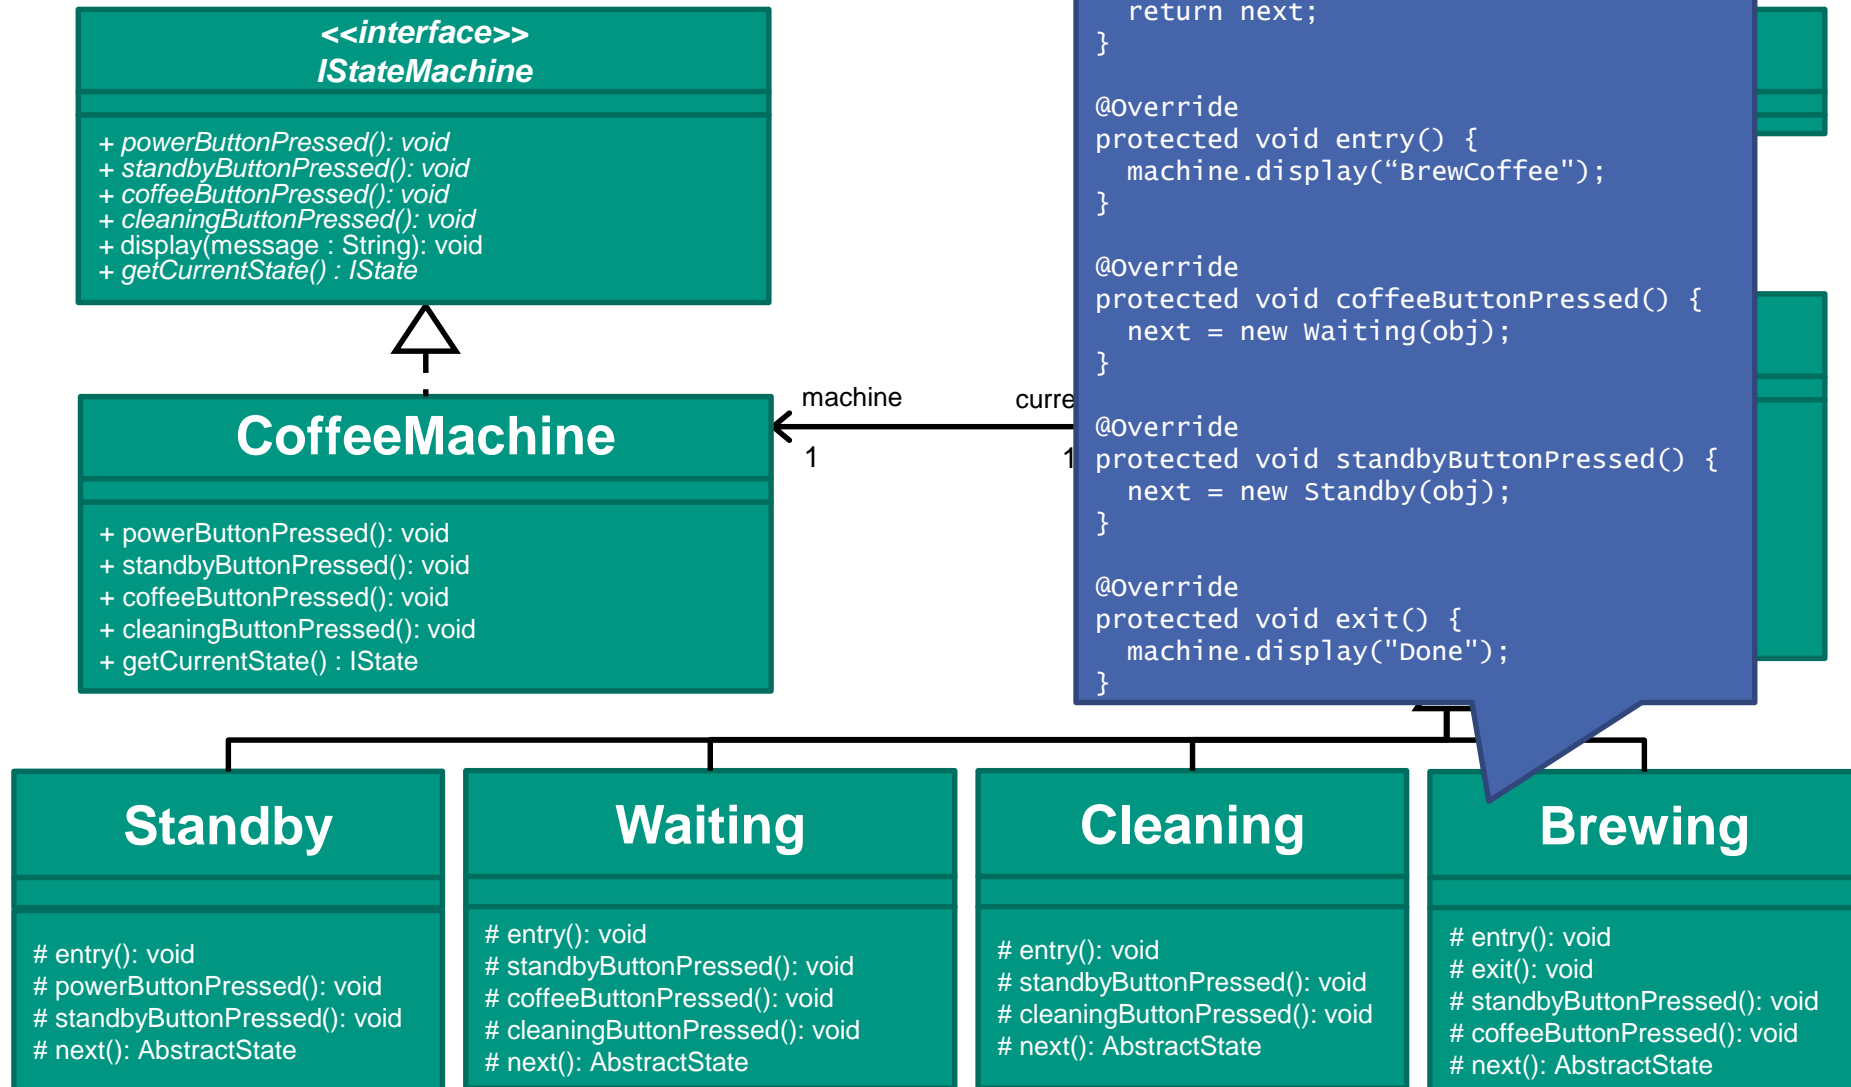 <<interface>>
IStateMachine
+ powerButtonPressed(): void
+ standbyButtonPressed(): void
+ coffeeButtonPressed(): void
+ cleaningButtonPressed(): void
+ display(message : String): void
+ getCurrentState() : IState
CoffeeMachine
+ powerButtonPressed(): void
+ standbyButtonPressed(): void
+ coffeeButtonPressed(): void
+ cleaningButtonPressed(): void
+ getCurrentState() : IState
machine
1
curre
1
return next;
}
@Override
protected void entry() {
machine.display(“BrewCoffee");
}
@Override
protected void coffeeButtonPressed() {
next = new Waiting(obj);
}
@Override
protected void standbyButtonPressed() {
next = new Standby(obj);
}
@Override
protected void exit() {
machine.display("Done");
}
Standby
# entry(): void
# powerButtonPressed(): void
# standbyButtonPressed(): void
# next(): AbstractState
Waiting
# entry(): void
# standbyButtonPressed(): void
# coffeeButtonPressed(): void
# cleaningButtonPressed(): void
# next(): AbstractState
Cleaning
# entry(): void
# standbyButtonPressed(): void
# cleaningButtonPressed(): void
# next(): AbstractState
Brewing
# entry(): void
# exit(): void
# standbyButtonPressed(): void
# coffeeButtonPressed(): void
# next(): AbstractState